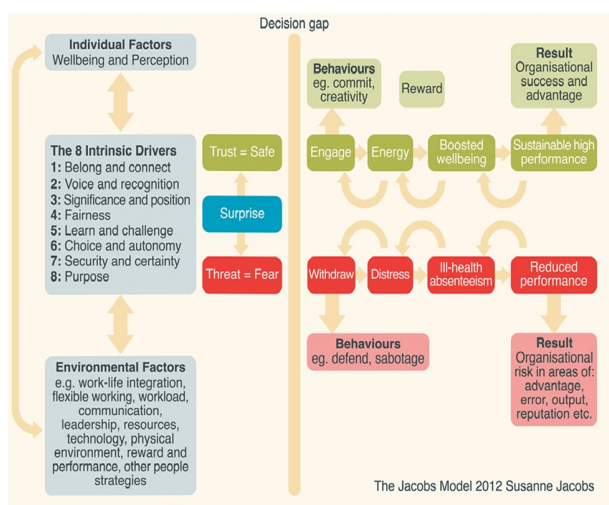 Decision gap
Individual Factors
Wellbeing and Perception
The 8 Intrinsic Drivers
1: Belong and connect
2: Voice and recognition
3: Significance and position
4: Fairness
5: Learn and challenge
6: Choice and autonomy
7: Security and certainty
8: Purpose
Environmental Factors
e.g. work-life integration,
flexible working, workload,
communication,
leadership, resources,
technology, physical
environment, reward and
performance, other people
strategies
Trust = Safe
Surprise
Threat = Fear
Behaviours
eg. commit,
creativity
Reward
Result
Organisational
success and
advantage
Engage
Energy
Boosted
wellbeing
Sustainable high
performance
Withdraw
Distress
Ill-health
absenteeism
Reduced
performance
Behaviours
eg. defend, sabotage
Result
Organisational
risk in areas of:
advantage,
error, output,
reputation etc.
The Jacobs Model 2012 Susanne Jacobs